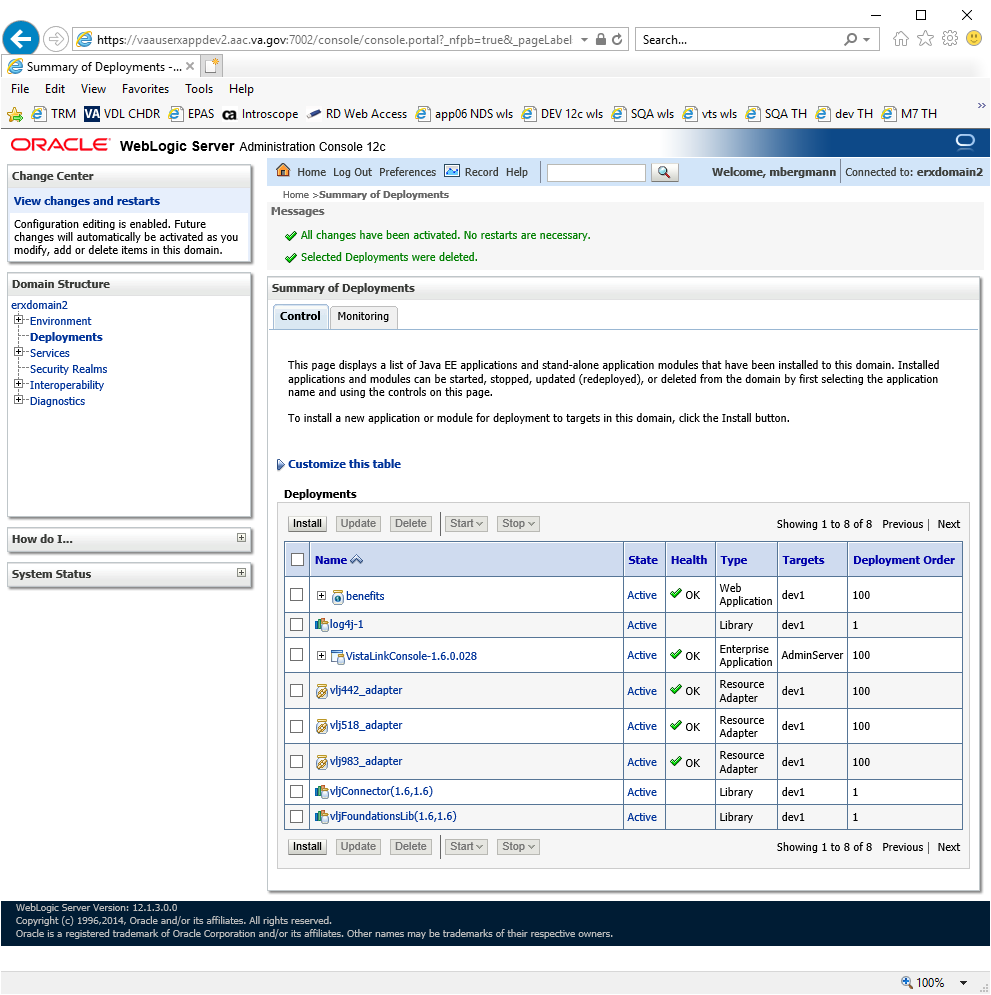 https://vaauserxappdev2.aac.va.gov:7002/console/console.portal?_nfpb=true&_pageLabel
Search...
Summary of Deployments -...
File Edit View Favorites Tools Help
TRM VA VDL CHDR EPAS ca Introscope RD Web Access app06 NDS wls DEV 12c wls SQA wls vts wls SQA TH dev TH M7 TH
ORACLE WebLogic Server Administration Console 12c
Change Center
View changes and restarts
Configuration editing is enabled. Future
changes will automatically be activated as you
modify, add or delete items in this domain.
Domain Structure
erxdomain2
Environment
Deployments
Services
Security Realms
Interoperability
Diagnostics
How do I...
System Status
Home Log Out Preferences Record Help
Welcome, mbergmann Connected to: erxdomain2
Home >Summary of Deployments
Messages
All changes have been activated. No restarts are necessary.
Selected Deployments were deleted.
Summary of Deployments
Control Monitoring
This page displays a list of Java EE applications and stand-alone application modules that have been installed to this domain. Installed
applications and modules can be started, stopped, updated (redeployed), or deleted from the domain by first selecting the application
name and using the controls on this page.
To install a new application or module for deployment to targets in this domain, click the Install button.
Customize this table
Deployments
Install Update Delete Start Stop Showing 1 to 8 of 8 Previous | Next
Name State Health Type Targets Deployment Order
benefits Active OK Web Application dev1 100
log4j-1 Active Library dev1 1
VistaLinkConsole-1.6.0.028 Active OK Enterprise Application AdminServer 100
vlj442_adapter Active OK Resource Adapter dev1 100
vlj518_adapter Active OK Resource Adapter dev1 100
vlj983_adapter Active OK Resource Adapter dev1 100
vljConnector(1.6,1.6) Active Library dev1 1
vljFoundationsLib(1.6,1.6) Active Library dev1 1
Install Update Delete Start Stop Showing 1 to 8 of 8 Previous | Next
WebLogic Server Version: 12.1.3.0.0
Copyright (c) 1996,2014, Oracle and/or its affiliates. All rights reserved.
Oracle is a registered trademark of Oracle Corporation and/or its affiliates. Other names may be trademarks of their respective owners.
100%